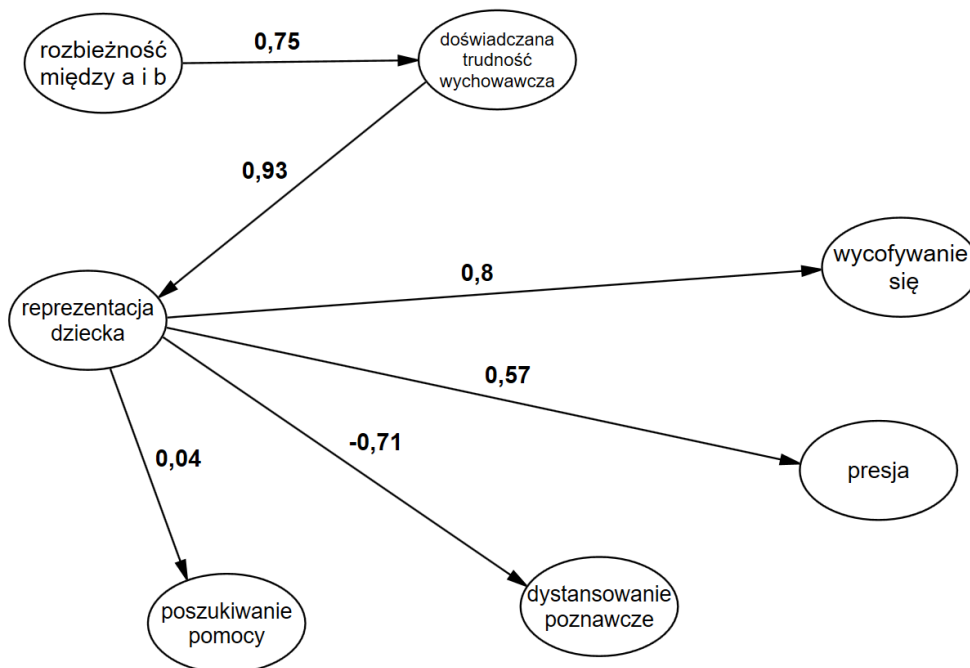 rozbieżność
między a i b
0,75
doświadczana
trudność
wychowawcza
0,93
reprezentacja
dziecka
0,8
wycofywanie
się
0,57
presja
-0,71
dystansowanie
poznawcze
0,04
poszukiwanie
pomocy